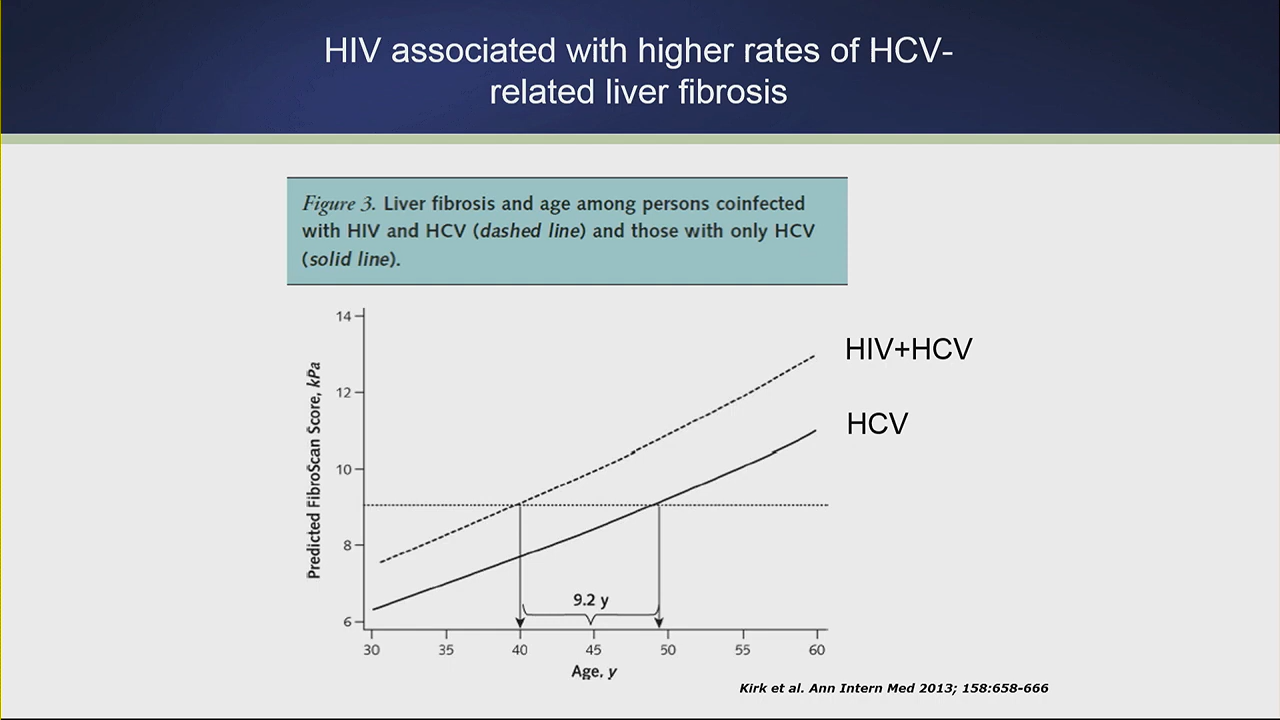 HIV associated with higher rates of HCV-
related liver fibrosis
Figure 3. Liver fibrosis and age among persons coinfected
with HIV and HCV (dashed line) and those with only HCV
(solid line).
Predicted FibroScan Score, kPa
14
12
10
8
6
HIV+HCV
HCV
9.2 y
30 35 40 45 50 55 60
Age, y
Kirk et al. Ann Intern Med 2013; 158:658-666